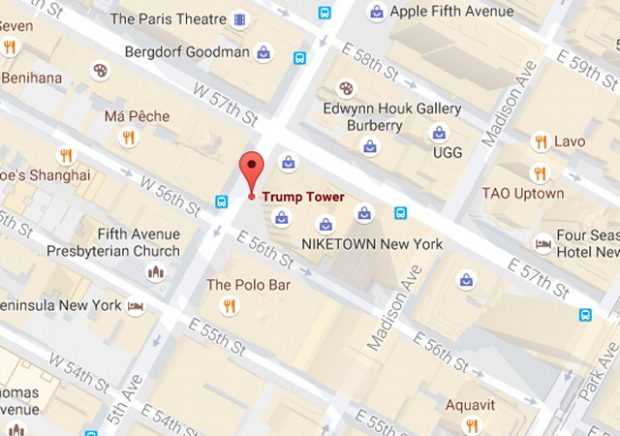 Apple Fifth Avenue
The Paris Theatre
Seven
Bergdorf Goodman
E 58th St
E 59th St
Madison Ave
Benihana
W 57th St
Edwynn Houk Gallery
Burberry
Má Pêche
UGG
Lavo
oe's Shanghai
W 56th St
Trump Tower
TAO Uptown
Fifth Avenue
Presbyterian Church
E 56th St
NIKETOWN New York
Four Seas
Hotel New
E 57th St
The Polo Bar
Madison Ave
eninsula New York
E 55th St
E 56th St
W 54th St
5th Ave
E 54th St
E 55th St
Park Ave
homas
Avenue
Aquavit